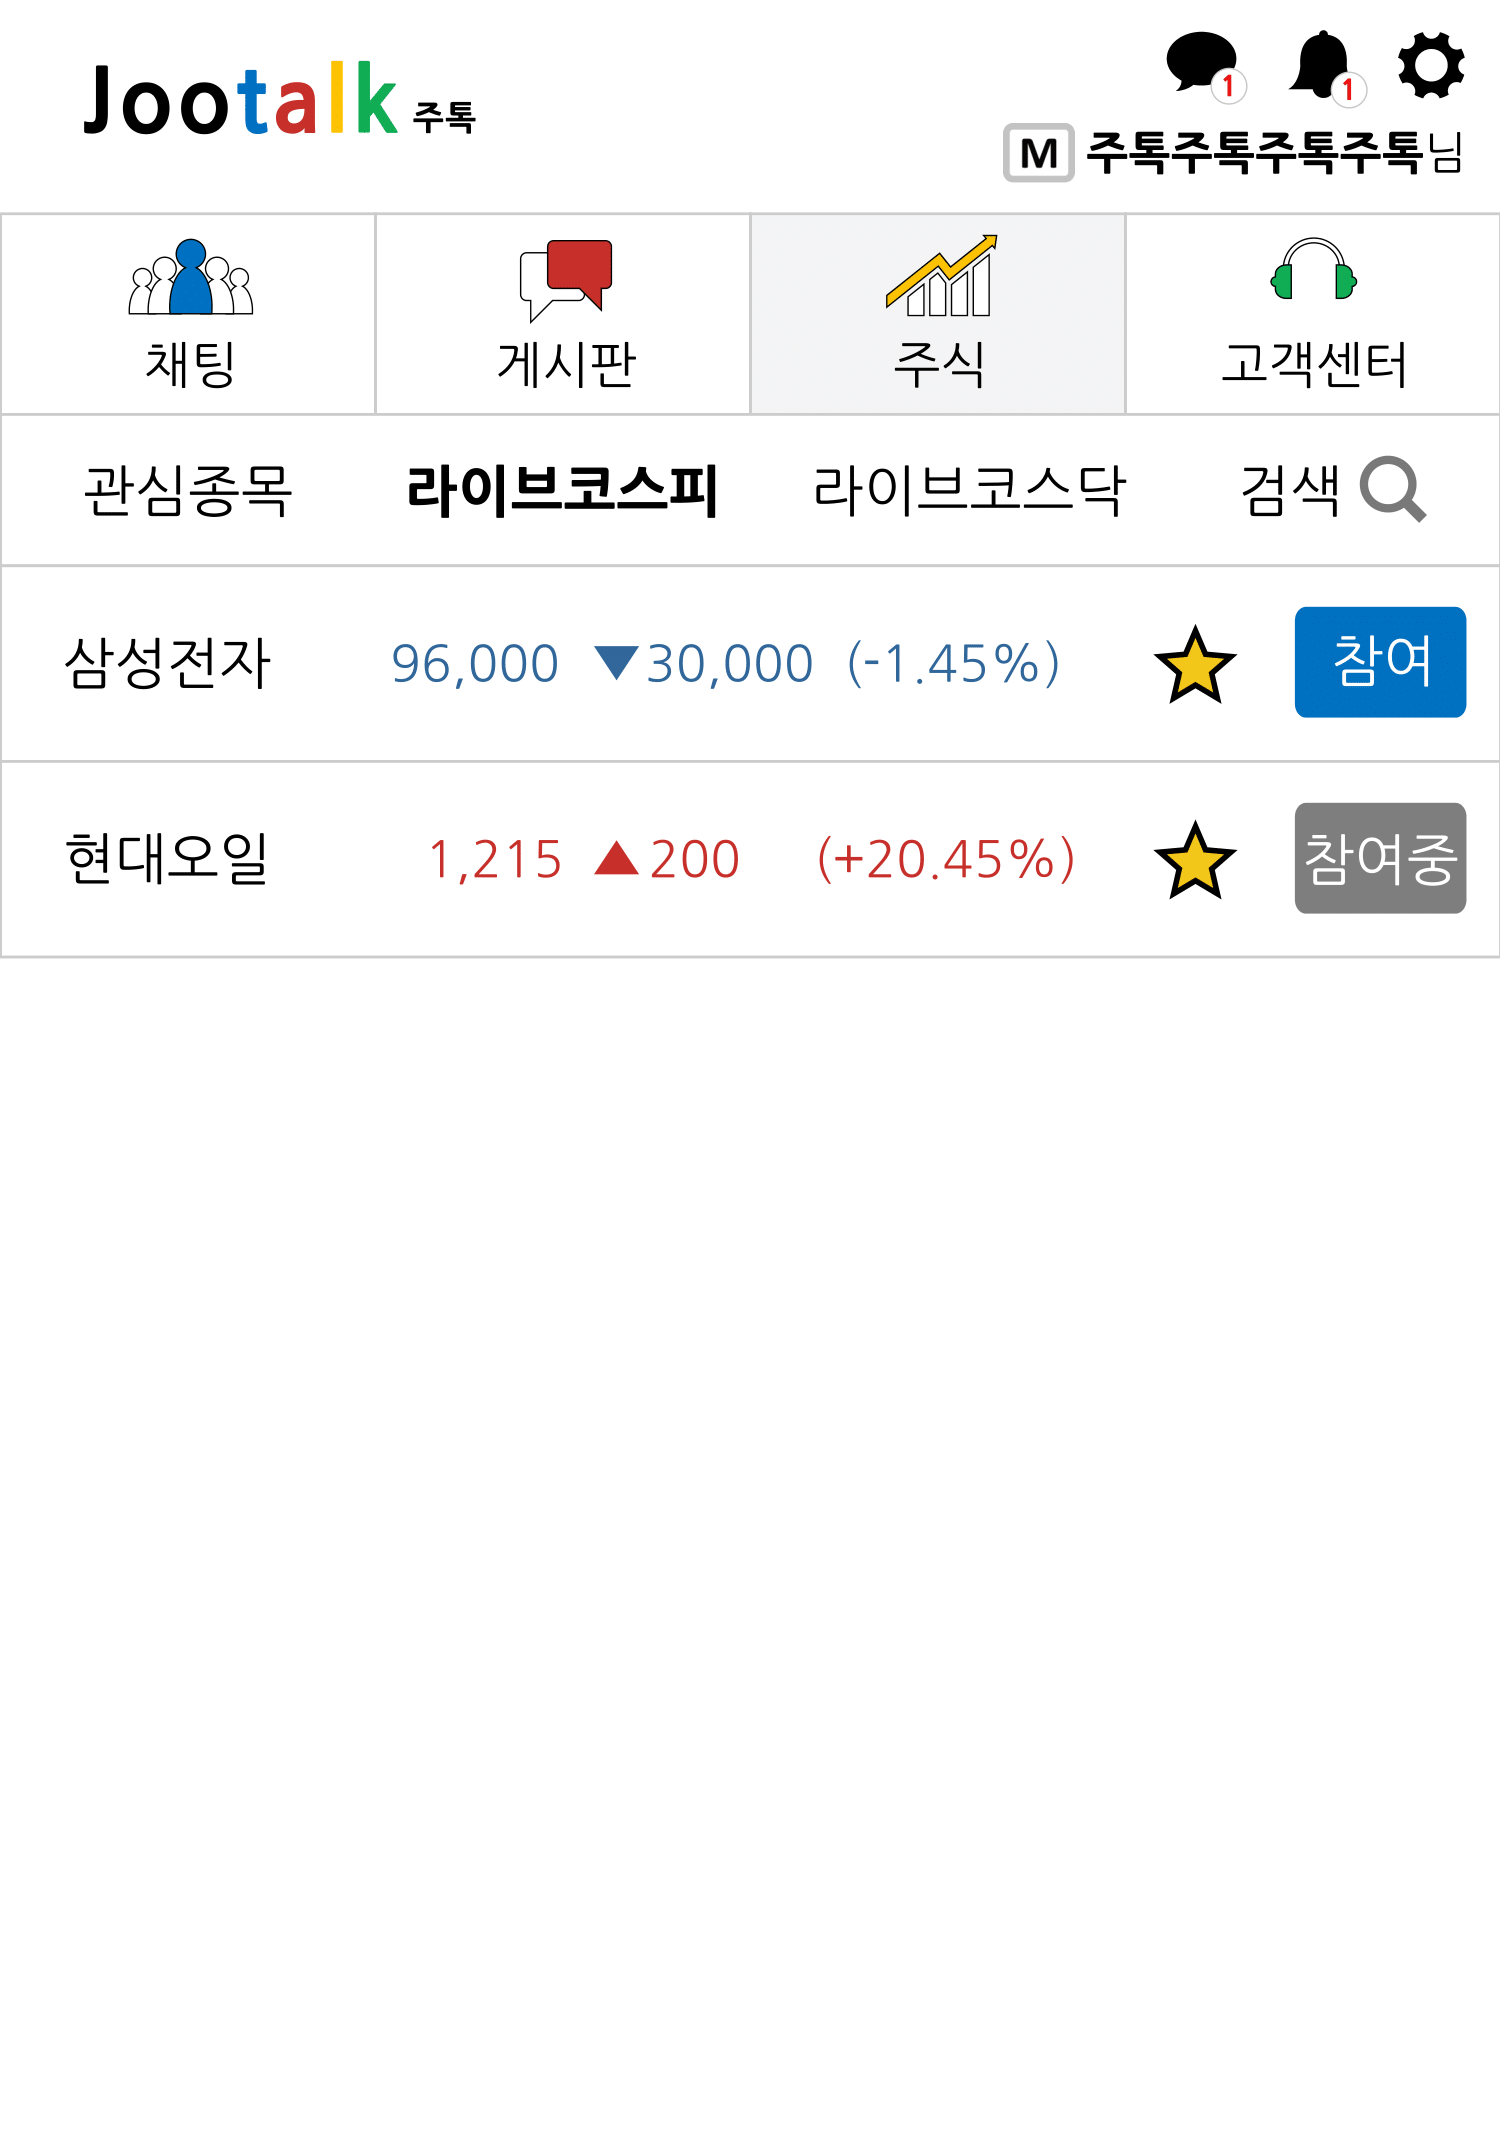 Jootalk 주톡
1
1
M 주톡주톡주톡주톡님
채팅
게시판
주식
고객센터
관심종목 라이브코스피 라이브코스닥 검색
삼성전자 96,000 ▼30,000 (-1.45%) 참여
현대오일 1,215 ▲200 (+20.45%) 참여중